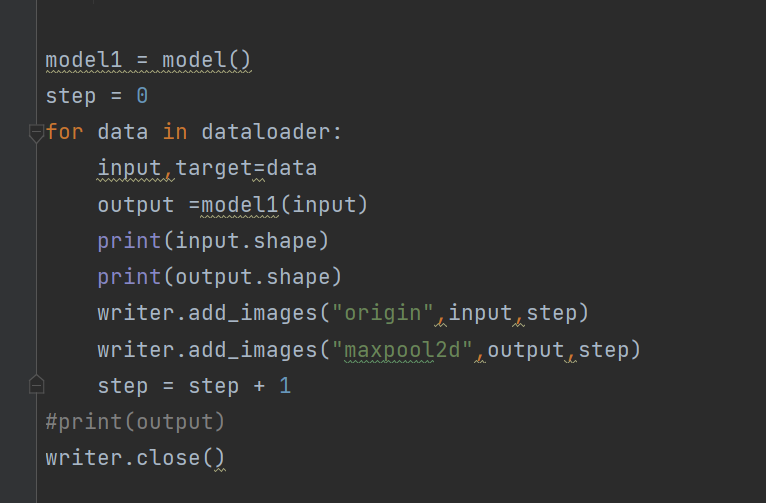 model1 = model()
step = 0
for data in dataloader:
    input,target=data
    output =model1(input)
    print(input.shape)
    print(output.shape)
    writer.add_images("origin",input,step)
    writer.add_images("maxpool2d",output,step)
    step = step + 1
#print(output)
writer.close()